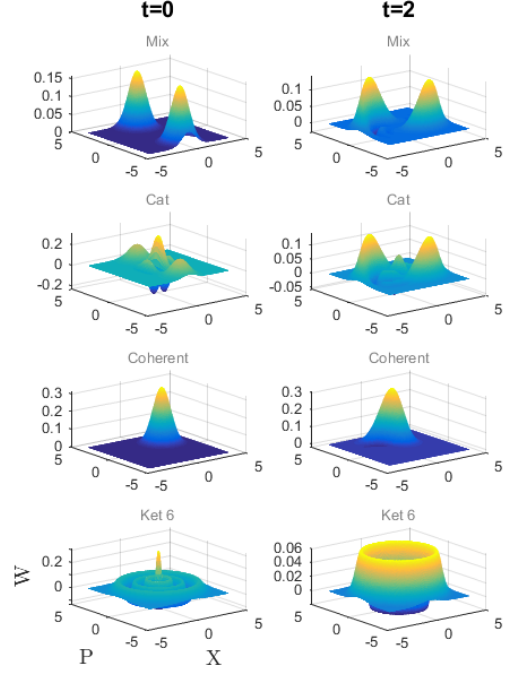 t=0 t=2
Mix Mix
0.15 0.1 0.05 0 5 0 -5 -5 0 5
0.1 0.05 0 5 0 -5 -5 0 5
Cat Cat
0.2 0 -0.2 5 0 -5 -5 0 5
0.1 0.05 0 -0.05 5 0 -5 -5 0 5
Coherent Coherent
0.3 0.2 0.1 0 5 0 -5 -5 0 5
0.3 0.2 0.1 0 5 0 -5 -5 0 5
Ket 6 Ket 6
W 0.2 0 5 0 -5 -5 0 5
0.06 0.04 0.02 0 5 0 -5 -5 0 5
P X